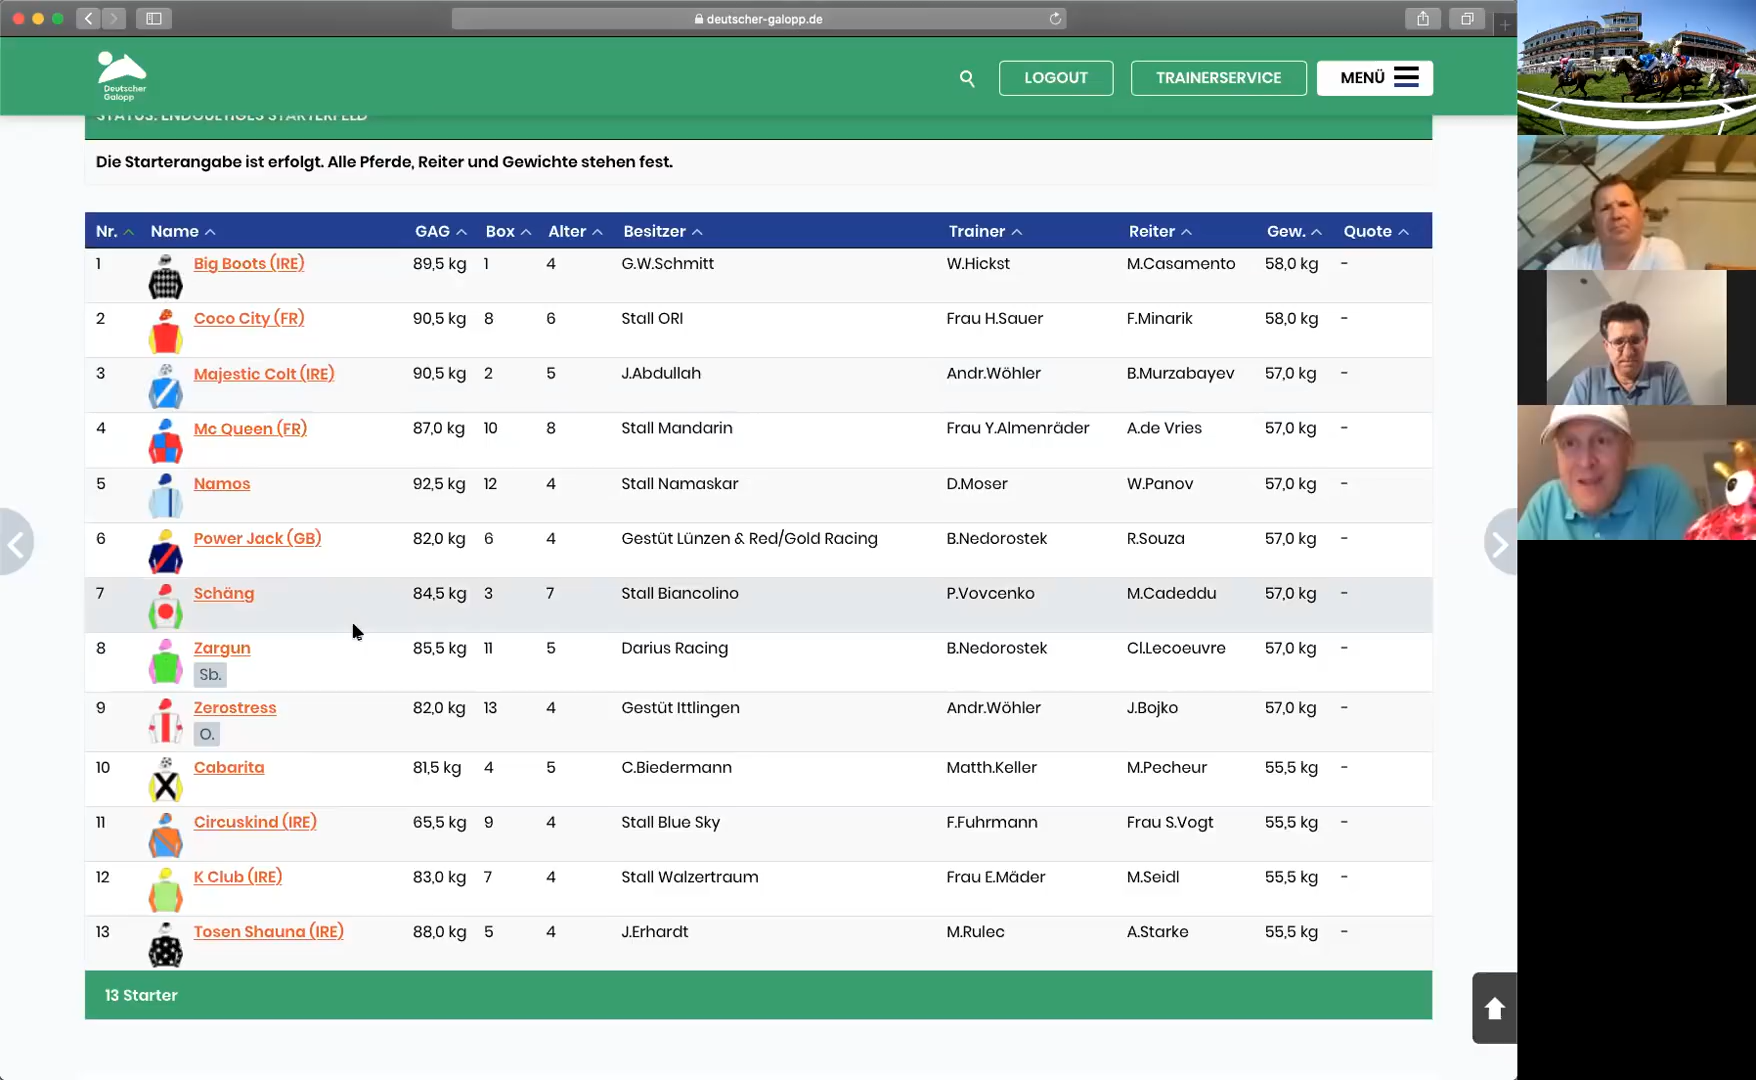 deutscher-galopp.de
Deutscher
Galopp
LOGOUT
TRAINERSERVICE
MENÜ
STATUS: ENDGÜLTIGES STARTERFELD
Die Starterangabe ist erfolgt. Alle Pferde, Reiter und Gewichte stehen fest.
Nr. Name GAG Box Alter Besitzer Trainer Reiter Gew. Quote
1 Big Boots (IRE) 89,5 kg 1 4 G.W.Schmitt W.Hickst M.Casamento 58,0 kg -
2 Coco City (FR) 90,5 kg 8 6 Stall ORI Frau H.Sauer F.Minarik 58,0 kg -
3 Majestic Colt (IRE) 90,5 kg 2 5 J.Abdullah Andr.Wöhler B.Murzabayev 57,0 kg -
4 Mc Queen (FR) 87,0 kg 10 8 Stall Mandarin Frau Y.Almenräder A.de Vries 57,0 kg -
5 Namos 92,5 kg 12 4 Stall Namaskar D.Moser W.Panov 57,0 kg -
6 Power Jack (GB) 82,0 kg 6 4 Gestüt Lünzen & Red/Gold Racing B.Nedorostek R.Souza 57,0 kg -
7 Schäng 84,5 kg 3 7 Stall Biancolino P.Vovcenko M.Cadeddu 57,0 kg -
8 Zargun 85,5 kg 11 5 Darius Racing B.Nedorostek Cl.Lecoeuvre 57,0 kg -
Sb.
9 Zerostress 82,0 kg 13 4 Gestüt Ittlingen Andr.Wöhler J.Bojko 57,0 kg -
O.
10 Cabarita 81,5 kg 4 5 C.Biedermann Matth.Keller M.Pecheur 55,5 kg -
11 Circuskind (IRE) 65,5 kg 9 4 Stall Blue Sky F.Fuhrmann Frau S.Vogt 55,5 kg -
12 K Club (IRE) 83,0 kg 7 4 Stall Walzertraum Frau E.Mäder M.Seidl 55,5 kg -
13 Tosen Shauna (IRE) 88,0 kg 5 4 J.Erhardt M.Rulec A.Starke 55,5 kg -
13 Starter